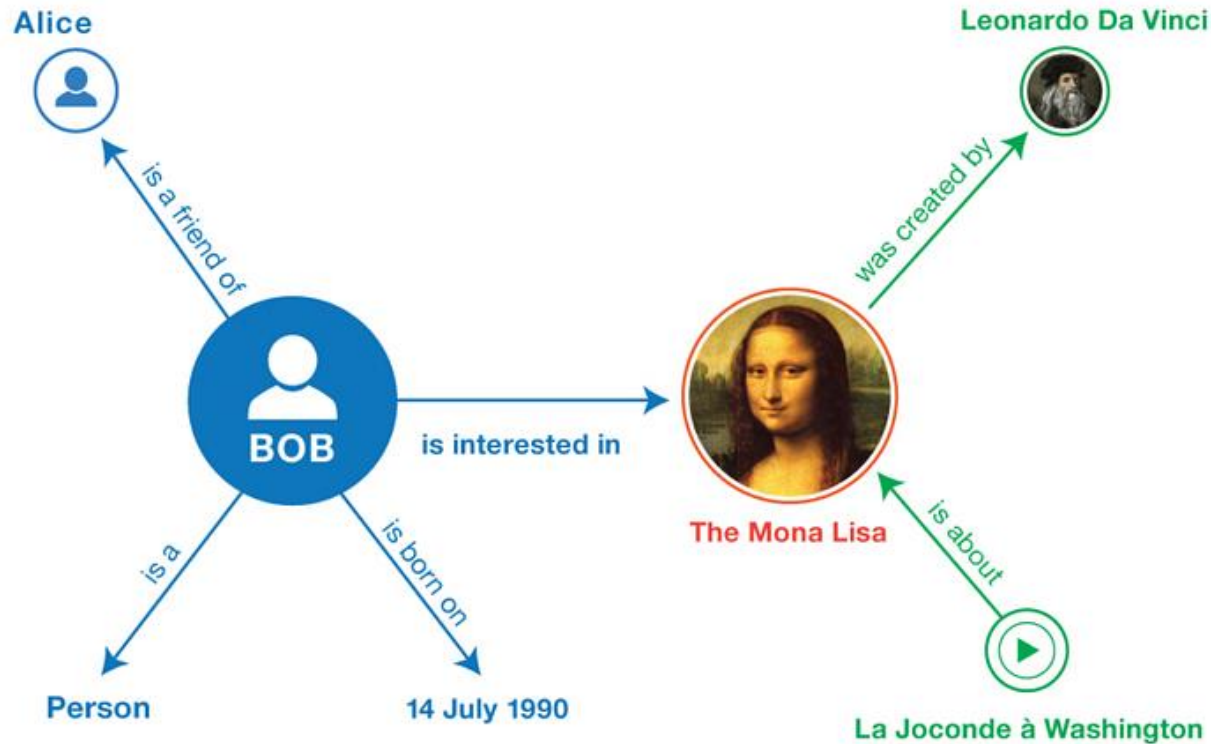 Alice
Leonardo Da Vinci
is a friend of
was created by
BOB
is interested in
The Mona Lisa
is a
is born on
is about
Person
14 July 1990
La Joconde à Washington